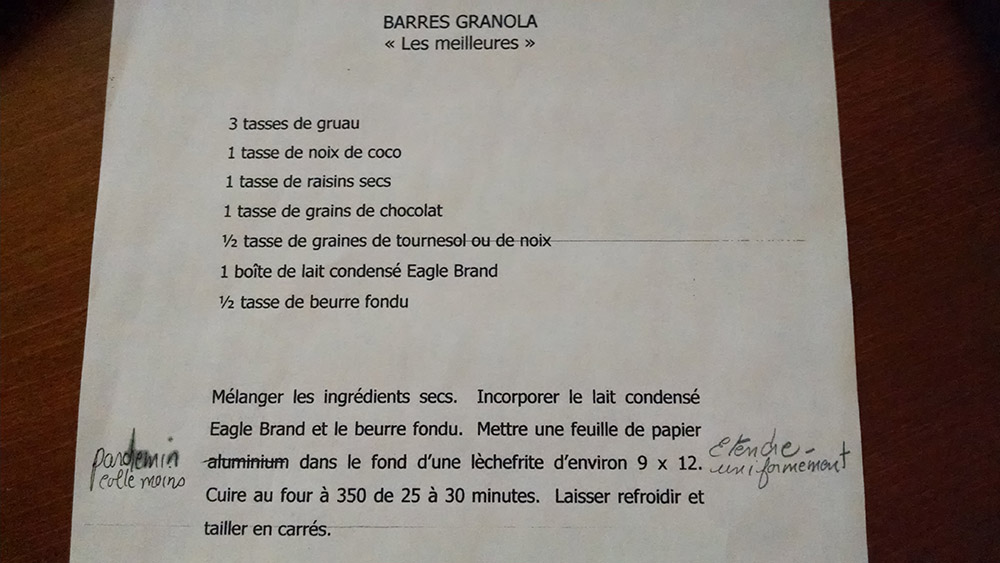 BARRES GRANOLA
« Les meilleures »
3 tasses de gruau
1 tasse de noix de coco
1 tasse de raisins secs
1 tasse de grains de chocolat
½ tasse de graines de tournesol ou de noix
1 boîte de lait condensé Eagle Brand
½ tasse de beurre fondu
Mélanger les ingrédients secs. Incorporer le lait condensé
Eagle Brand et le beurre fondu. Mettre une feuille de papier
aluminium dans le fond d'une lèchefrite d'environ 9 x 12.
Cuire au four à 350 de 25 à 30 minutes. Laisser refroidir et
tailler en carrés.
colle moins
Etendre
uniformément